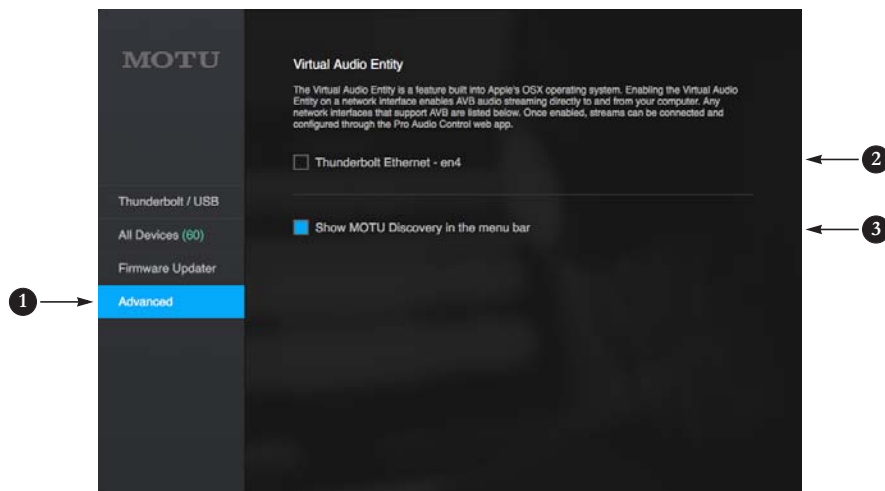 MOTU
Virtual Audio Entity
The Virtual Audio Entity is a feature built into Apple's OSX operating system. Enabling the Virtual Audio
Entity on a network interface enables AVB audio streaming directly to and from your computer. Any
network interfaces that support AVB are listed below. Once enabled, streams can be connected and
configured through the Pro Audio Control web app.
Thunderbolt Ethernet - en4
2
Thunderbolt / USB
Show MOTU Discovery in the menu bar
3
All Devices (60)
Firmware Updater
1
Advanced